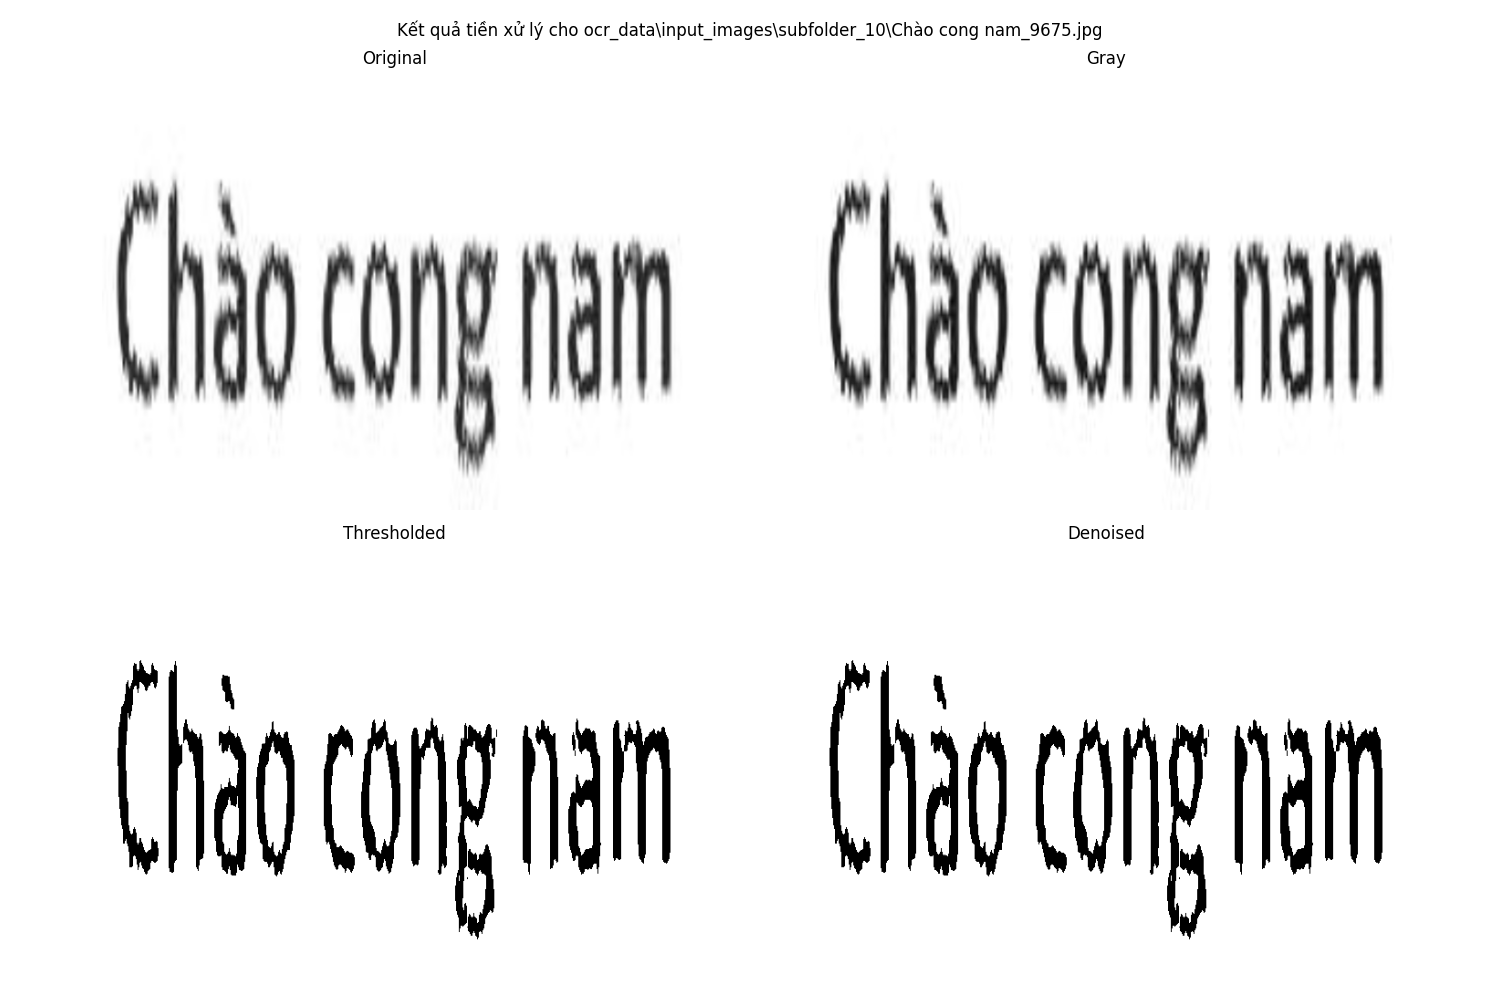 Kết quả tiền xử lý cho ocr_data\input_images\subfolder_10\Chào cong nam_9675.jpg
Original
Gray
Chào cong nam
Chào cong nam
Thresholded
Denoised
Chào cong nam
Chào cong nam